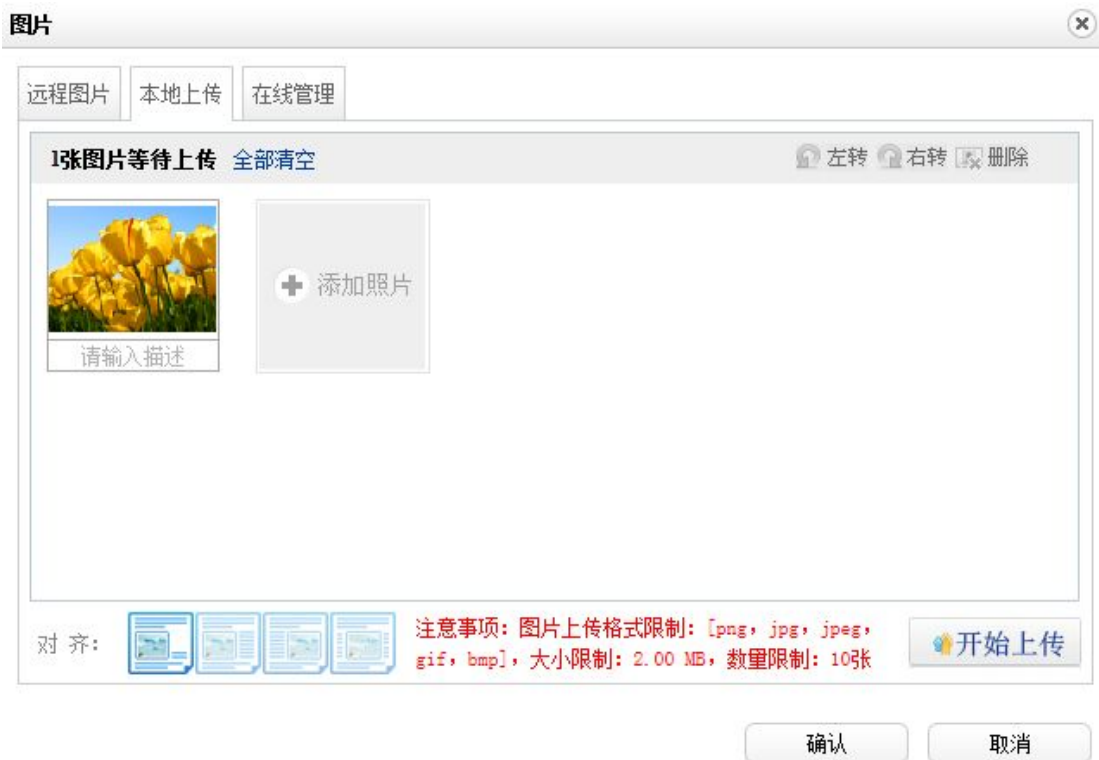 图片
远程图片 本地上传 在线管理
1张图片等待上传 全部清空 左转 右转 删除
添加照片
请输入描述
对 齐：
注意事项：图片上传格式限制：[png，jpg，jpeg，
gif，bmp]，大小限制：2.00 MB，数量限制：10张
开始上传
确认 取消